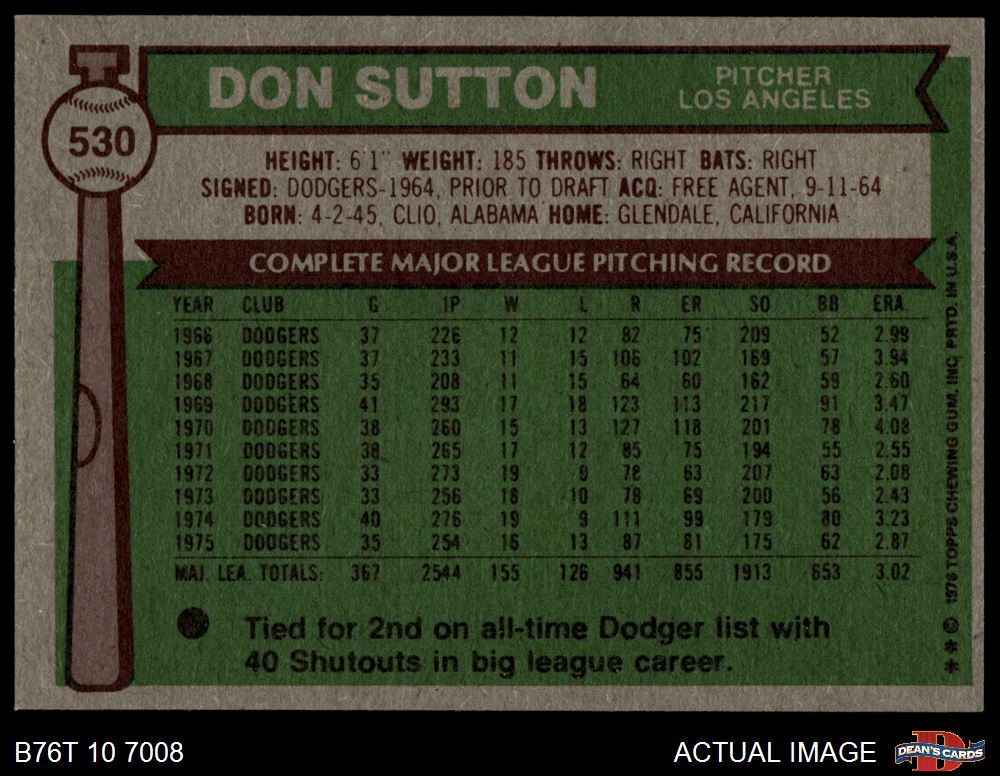 530
DON SUTTON
PITCHER
LOS ANGELES
HEIGHT: 6'1" WEIGHT: 185 THROWS: RIGHT BATS: RIGHT
SIGNED: DODGERS-1964, PRIOR TO DRAFT ACQ: FREE AGENT, 9-11-64
BORN: 4-2-45, CLIO, ALABAMA HOME: GLENDALE, CALIFORNIA
COMPLETE MAJOR LEAGUE PITCHING RECORD
YEAR CLUB G IP W L R ER SO BB ERA.
1966 DODGERS 37 226 12 12 82 75 209 52 2.99
1967 DODGERS 37 233 11 15 106 102 169 57 3.94
1968 DODGERS 35 208 11 15 64 60 162 59 2.60
1969 DODGERS 41 293 17 18 123 113 217 91 3.47
1970 DODGERS 38 260 15 13 127 118 201 78 4.08
1971 DODGERS 38 265 17 12 85 75 194 55 2.55
1972 DODGERS 33 273 19 9 78 63 207 63 2.08
1973 DODGERS 33 256 18 10 78 69 200 56 2.43
1974 DODGERS 40 276 19 9 111 99 179 80 3.23
1975 DODGERS 35 254 16 13 87 81 175 62 2.87
MAJ. LEA. TOTALS: 367 2544 155 126 941 855 1913 653 3.02
Tied for 2nd on all-time Dodger list with
40 Shutouts in big league career.
* * © 1976 TOPPS CHEWING GUM, INC. PRTD. IN U.S.A.
B76T 10 7008
ACTUAL IMAGE
DEAN'S CARDS